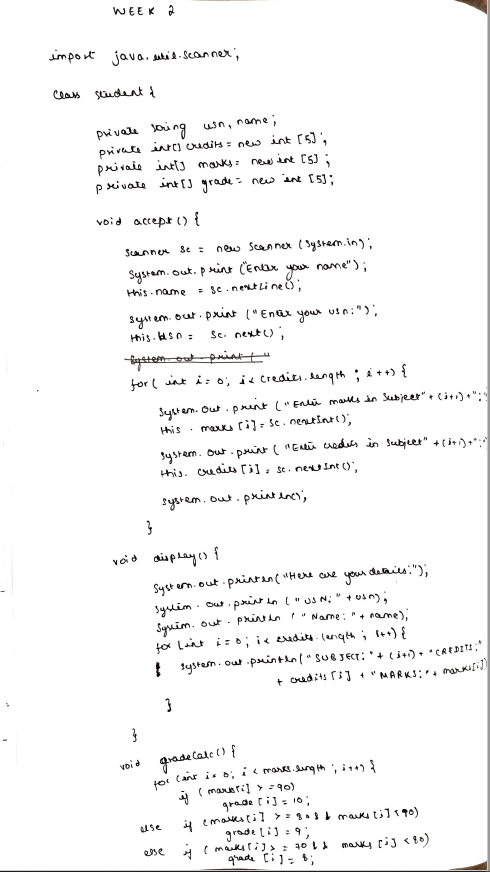 WEEK 2
import java.util.scanner;
Class Student {
private String usn, name;
private int[] credits = new int [5];
private int[] marks = new int [5];
private int[] grade = new int [5];
void accept() {
Scanner sc = new Scanner (System.in);
System.out.print ("Enter your name");
this.name = sc.nextLine();
System.out.print ("Enter your usn:");
this.usn = sc.next();
System.out.print ( "
for( int i = 0; i < credits.length ; i++) {
System.out.print ( "Enter marks in Subject" + (i+1) + ":"
this . marks [i] = sc.nextInt();
System.out.print ( "Enter credits in Subject" + (i+1) + ":"
this. credits [i] = sc.nextInt();
System.out.println();
}
void display() {
System.out.println("Here are your details:");
System.out.println ( "USN:" + usn);
System.out.println ( " Name: " + name);
for (int i = 0; i < credits.length ; i++) {
System.out.println( "SUBJECT: " + (i+1) + "CREDITS:"
+ credits [i] + "MARKS: " + marks[i])
}
}
void gradeCalc() {
for (int i = 0; i < marks.length ; i++) {
if ( marks[i] >= 90)
grade [i] = 10;
else if (marks[i] >= 80 && marks[i] < 90)
grade[i] = 9;
else if ( marks[i] >= 70 && marks [i] < 80)
grade [i] = 8;